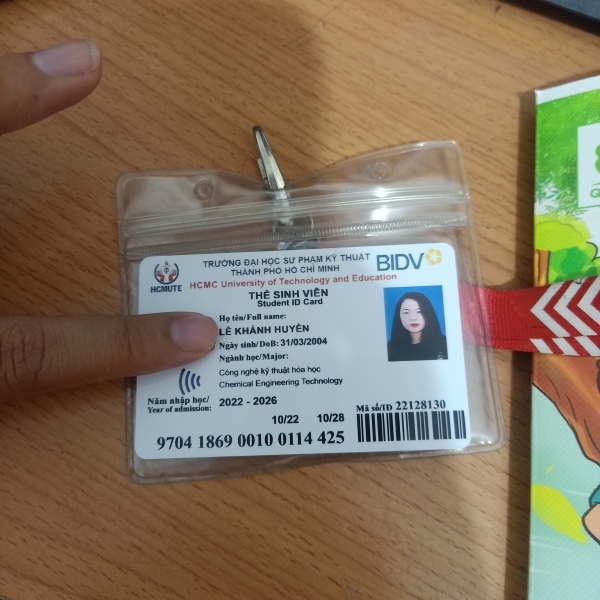 TRƯỜNG ĐẠI HỌC SƯ PHẠM KỸ THUẬT
THÀNH PHỐ HỒ CHÍ MINH
BIDV
HCMC University of Technology and Education
HCMUTE
THẺ SINH VIÊN
Student ID Card
Họ tên/Full name:
LÊ KHÁNH HUYỀN
Ngày sinh/DoB: 31/03/2004
Ngành học/Major:
Công nghệ kỹ thuật hóa học
Chemical Engineering Technology
Năm nhập học/
Year of admission: 2022 - 2026
10/22 10/28
Mã số/ID 22128130
9704 1869 0010 0114 425